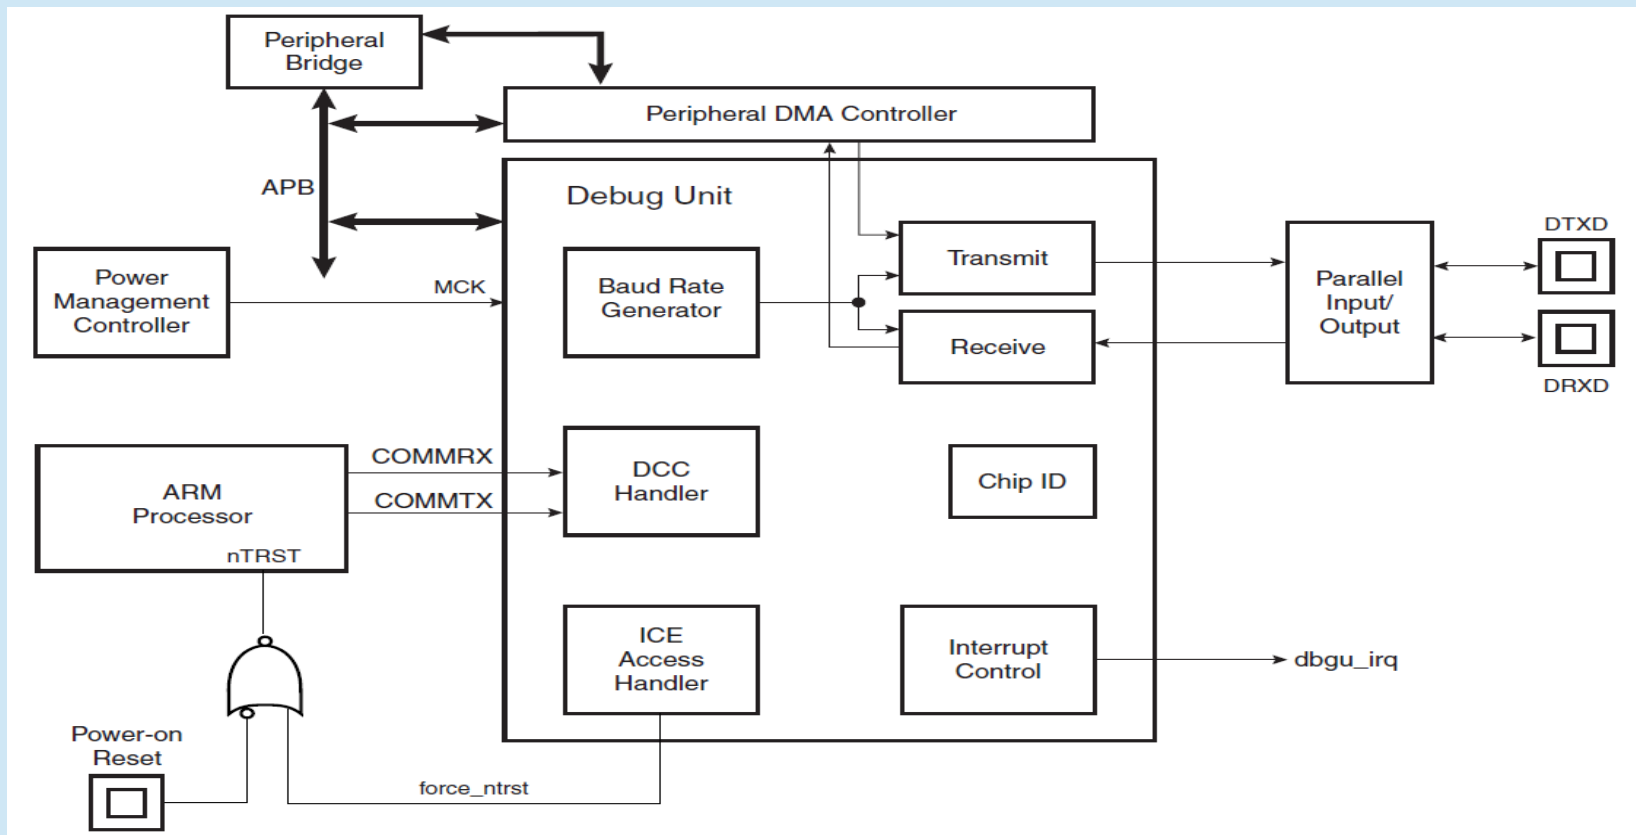 Peripheral
Bridge
Peripheral DMA Controller
APB
Debug Unit
DTXD
Power
Management
Controller
MCK
Baud Rate
Generator
Transmit
Receive
Parallel
Input/
Output
DRXD
ARM
Processor
nTRST
COMMRX
COMMTX
DCC
Handler
Chip ID
ICE
Access
Handler
Interrupt
Control
dbgu_irq
Power-on
Reset
force_ntrst